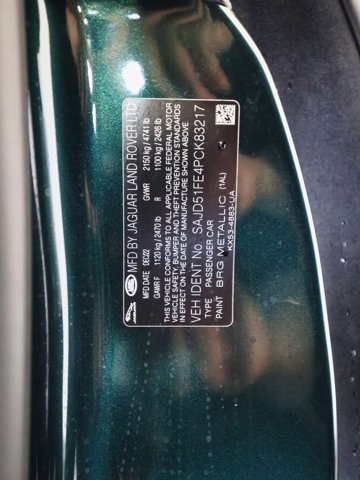 MFD BY JAGUAR LAND ROVER LTD
MFD DATE DEC/22 GVWR 2150 kg / 4741 lb
GAWR F 1120 kg / 2470 lb R 1100 kg / 2426 lb
THIS VEHICLE CONFORMS TO ALL APPLICABLE FEDERAL MOTOR
VEHICLE SAFETY, BUMPER AND THEFT PREVENTION STANDARDS
IN EFFECT ON THE DATE OF MANUFACTURE SHOWN ABOVE
VEH IDENT No: SAJD51FE4PCK83217
TYPE PASSENGER CAR
PAINT BRG METALLIC (1AL)
KX53-4883-UA